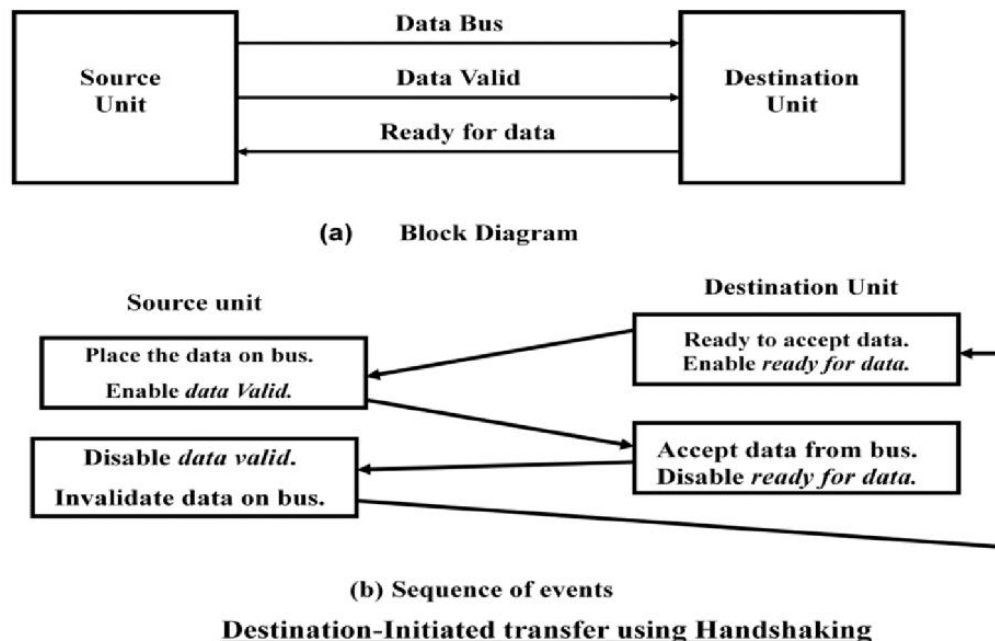 Data Bus
Source
Unit
Data Valid
Destination
Unit
Ready for data
(a) Block Diagram
Source unit
Destination Unit
Place the data on bus.
Enable data Valid.
Ready to accept data.
Enable ready for data.
Disable data valid.
Invalidate data on bus.
Accept data from bus.
Disable ready for data.
(b) Sequence of events
Destination-Initiated transfer using Handshaking